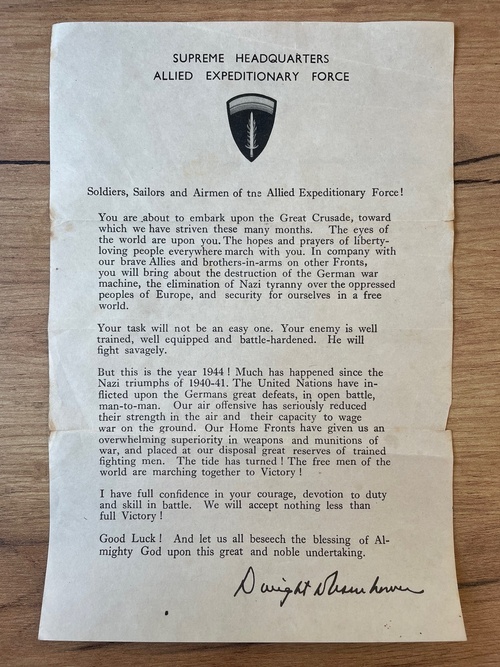 SUPREME HEADQUARTERS
ALLIED EXPEDITIONARY FORCE
Soldiers, Sailors and Airmen of the Allied Expeditionary Force!
You are about to embark upon the Great Crusade, toward
which we have striven these many months. The eyes of
the world are upon you. The hopes and prayers of liberty-
loving people everywhere march with you. In company with
our brave Allies and brothers-in-arms on other Fronts,
you will bring about the destruction of the German war
machine, the elimination of Nazi tyranny over the oppressed
peoples of Europe, and security for ourselves in a free
world.
Your task will not be an easy one. Your enemy is well
trained, well equipped and battle-hardened. He will
fight savagely.
But this is the year 1944! Much has happened since the
Nazi triumphs of 1940-41. The United Nations have in-
flicted upon the Germans great defeats, in open battle,
man-to-man. Our air offensive has seriously reduced
their strength in the air and their capacity to wage
war on the ground. Our Home Fronts have given us an
overwhelming superiority in weapons and munitions of
war, and placed at our disposal great reserves of trained
fighting men. The tide has turned! The free men of the
world are marching together to Victory!
I have full confidence in your courage, devotion to duty
and skill in battle. We will accept nothing less than
full Victory!
Good Luck! And let us all beseech the blessing of Al-
mighty God upon this great and noble undertaking.
Dwight D Eisenhower